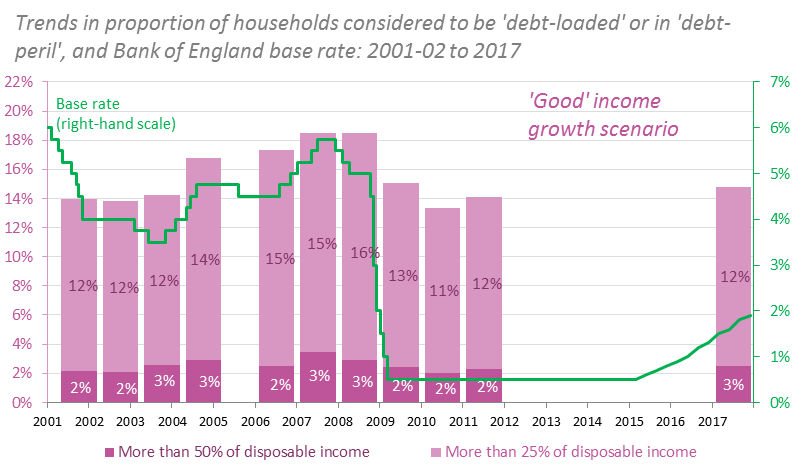 Trends in proportion of households considered to be 'debt-loaded' or in 'debt-
peril', and Bank of England base rate: 2001-02 to 2017
22%
20%
18%
16%
14%
12%
10%
8%
6%
4%
2%
0%
7%
6%
5%
4%
3%
2%
1%
0%
Base rate
(right-hand scale)
'Good' income
growth scenario
12% 12% 12% 14% 15% 15% 16% 13% 11% 12% 12%
2% 2% 3% 3% 2% 3% 3% 2% 2% 2% 3%
2001 2002 2003 2004 2005 2006 2007 2008 2009 2010 2011 2012 2013 2014 2015 2016 2017
More than 50% of disposable income More than 25% of disposable income